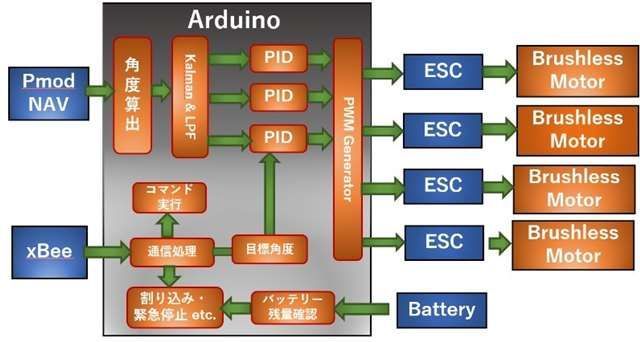 Arduino
Pmod
NAV
角度算出
Kalman & LPF
PID
PID
PID
PWM Generator
ESC
Brushless
Motor
ESC
Brushless
Motor
ESC
Brushless
Motor
ESC
Brushless
Motor
コマンド
実行
xBee
通信処理
目標角度
割り込み・
緊急停止 etc.
バッテリー
残量確認
Battery